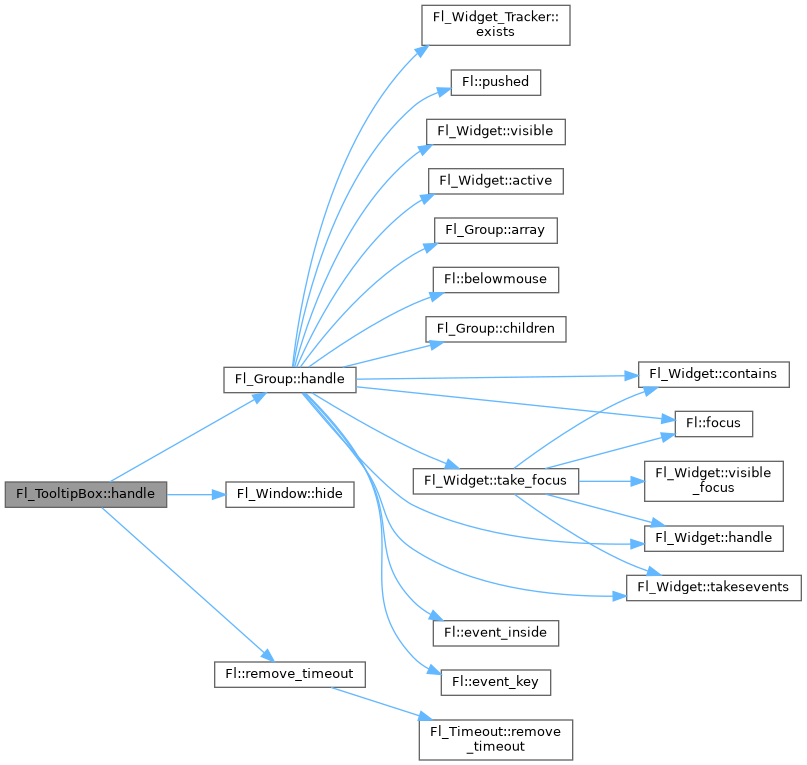 Fl_Widget_Tracker::
exists
Fl::pushed
Fl_Widget::visible
Fl_Widget::active
Fl_Group::array
Fl::belowmouse
Fl_Group::children
Fl_Group::handle
Fl_Widget::contains
Fl::focus
Fl_Widget::take_focus
Fl_Widget::visible
_focus
Fl_TooltipBox::handle
Fl_Window::hide
Fl_Widget::handle
Fl_Widget::takesevents
Fl::event_inside
Fl::remove_timeout
Fl::event_key
Fl_Timeout::remove
_timeout